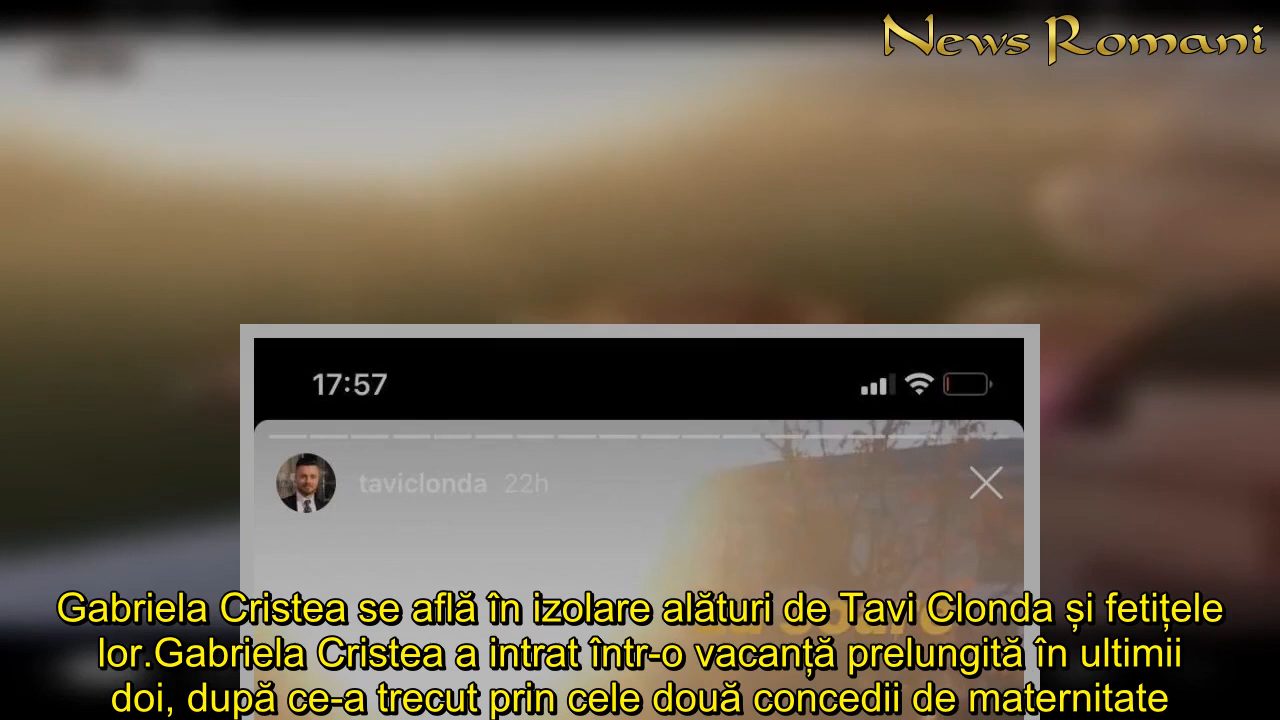 News Romani
17:57
taviclonda 22h
Gabriela Cristea se află în izolare alături de Tavi Clonda și fetițele
lor.Gabriela Cristea a intrat într-o vacanță prelungită în ultimii
doi, după ce-a trecut prin cele două concedii de maternitate